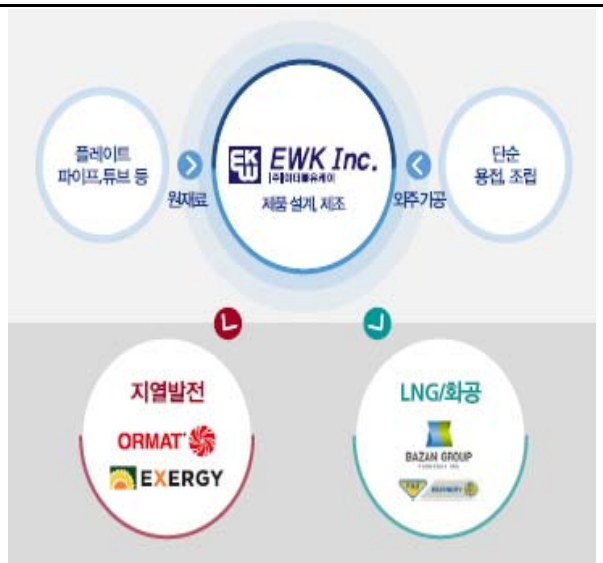 플레이트
파이프,튜브 등
원재료
EKW
EWK Inc.
(주)이더블유케이
제품 설계, 제조
외주가공
단순
용접, 조립
지열발전
ORMAT
EXERGY
LNG/화공
BAZAN GROUP